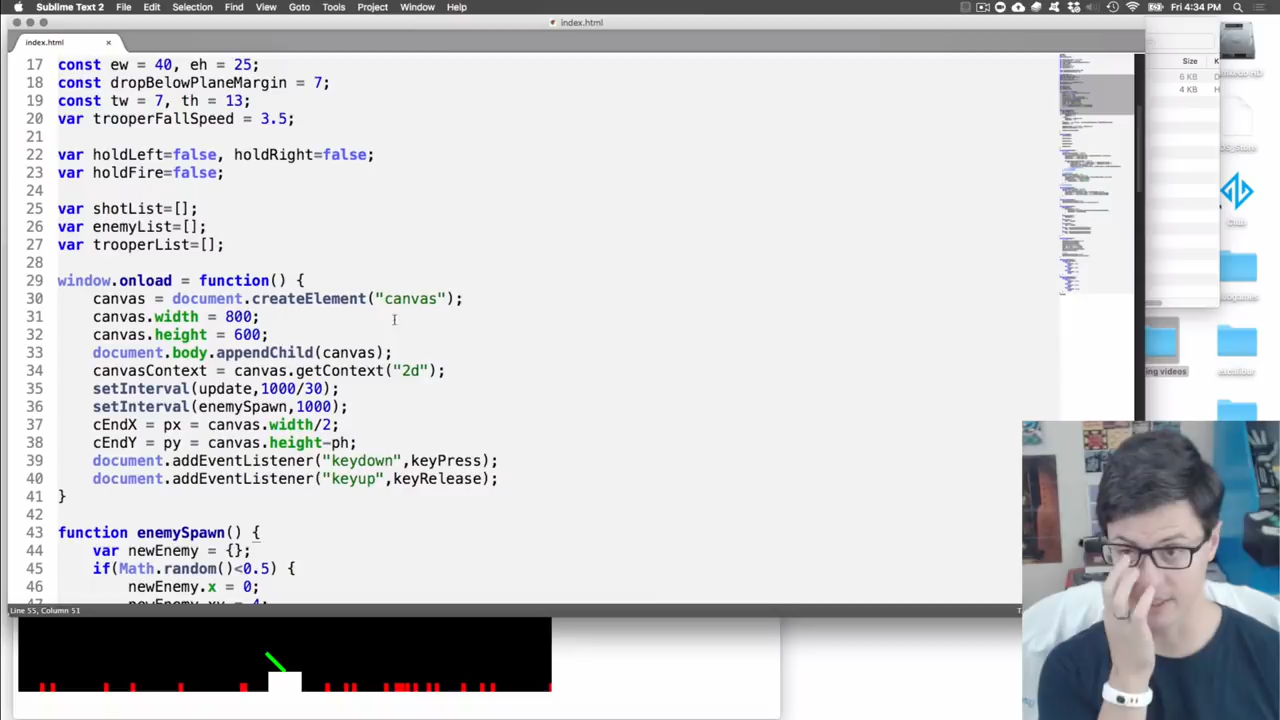 Sublime Text 2 File Edit Selection Find View Goto Tools Project Window Help Fri 4:34 PM
index.html
index.html
17 const ew = 40, eh = 25;
18 const dropBelowPlaneMargin = 7;
19 const tw = 7, th = 13;
20 var trooperFallSpeed = 3.5;
21
22 var holdLeft=false, holdRight=false;
23 var holdFire=false;
24
25 var shotList=[];
26 var enemyList=[];
27 var trooperList=[];
28
29 window.onload = function() {
30 canvas = document.createElement("canvas");
31 canvas.width = 800;
32 canvas.height = 600;
33 document.body.appendChild(canvas);
34 canvasContext = canvas.getContext("2d");
35 setInterval(update,1000/30);
36 setInterval(enemySpawn,1000);
37 cEndX = px = canvas.width/2;
38 cEndY = py = canvas.height-ph;
39 document.addEventListener("keydown",keyPress);
40 document.addEventListener("keyup",keyRelease);
41 }
42
43 function enemySpawn() {
44 var newEnemy = {};
45 if(Math.random()<0.5) {
46 newEnemy.x = 0;
Line 55, Column 51
Size
6 KB
4 KB
Club
excalibur
ing videos